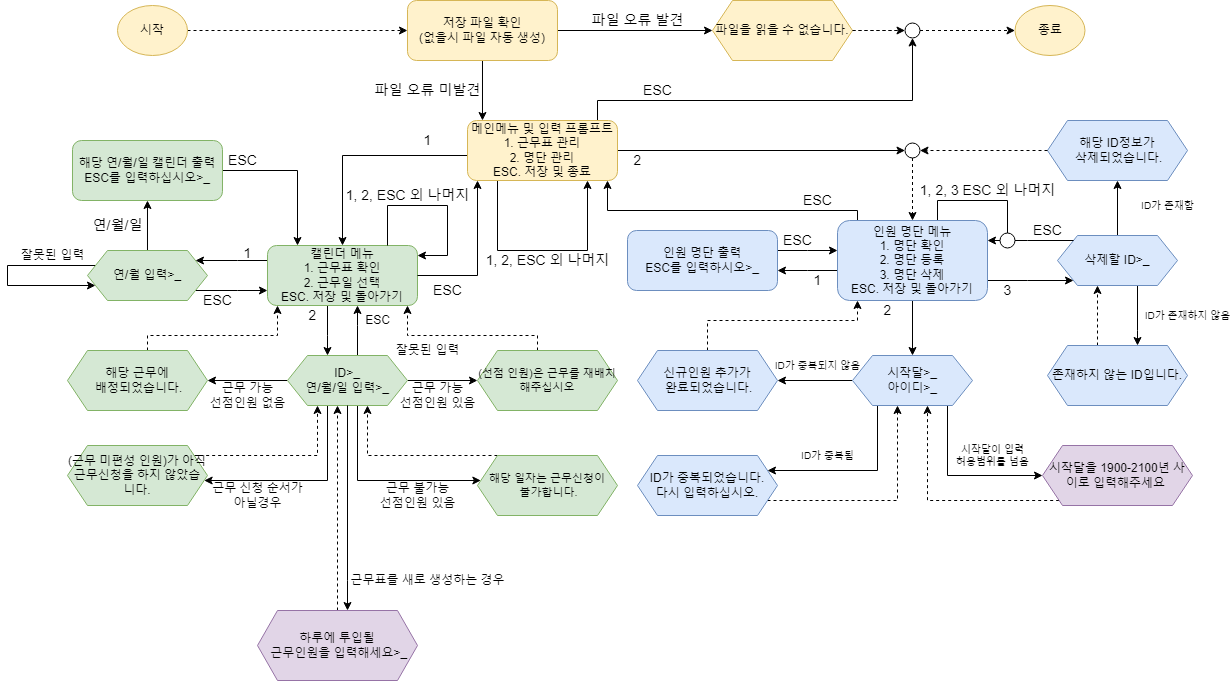 시작
저장 파일 확인
(없을시 파일 자동 생성)
파일 오류 발견
파일을 읽을 수 없습니다.
종료
파일 오류 미발견
ESC
메인메뉴 및 입력 프롬프트
1. 근무표 관리
2. 명단 관리
ESC. 저장 및 종료
1
2
해당 연/월/일 캘린더 출력
ESC를 입력하십시오>_
ESC
해당 ID정보가
삭제되었습니다.
1, 2, ESC 외 나머지
1, 2, 3 ESC 외 나머지
ESC
ID가 존재함
연/월/일
잘못된 입력
연/월 입력>_
1
ESC
캘린더 메뉴
1. 근무표 확인
2. 근무일 선택
ESC. 저장 및 돌아가기
ESC
1, 2, ESC 외 나머지
인원 명단 출력
ESC를 입력하십시오>_
ESC
1
인원 명단 메뉴
1. 명단 확인
2. 명단 등록
3. 명단 삭제
ESC. 저장 및 돌아가기
ESC
3
삭제할 ID>_
2
ESC
잘못된 입력
2
ID가 존재하지 않음
해당 근무에
배정되었습니다.
근무 가능
선점인원 없음
ID>_
연/월/일 입력>_
근무 가능
선점인원 있음
(선점 인원)은 근무를 재배치
해주십시오
신규인원 추가가
완료되었습니다.
ID가 중복되지 않음
시작달>_
아이디>_
존재하지 않는 ID입니다.
(근무 미편성 인원)가 아직
근무신청을 하지 않았습
니다.
근무 신청 순서가
아닐경우
근무 불가능
선점인원 있음
해당 일자는 근무신청이
불가합니다.
ID가 중복되었습니다.
다시 입력하십시오.
ID가 중복됨
시작달이 입력
허용범위를 넘음
시작달을 1900-2100년 사
이로 입력해주세요
근무표를 새로 생성하는 경우
하루에 투입될
근무인원을 입력해세요>_